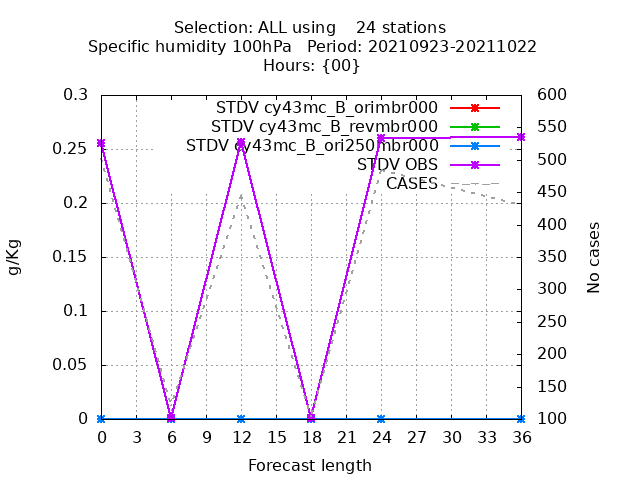 Selection: ALL using    24 stations
Specific humidity 100hPa   Period: 20210923-20211022
Hours: {00}
STDV cy43mc_B_orimbr000
STDV cy43mc_B_revmbr000
STDV cy43mc_B_ori250mbr000
STDV OBS
CASES
0.3
0.25
0.2
0.15
0.1
0.05
0
g/Kg
600
550
500
450
400
350
300
250
200
150
100
No cases
0 3 6 9 12 15 18 21 24 27 30 33 36
Forecast length